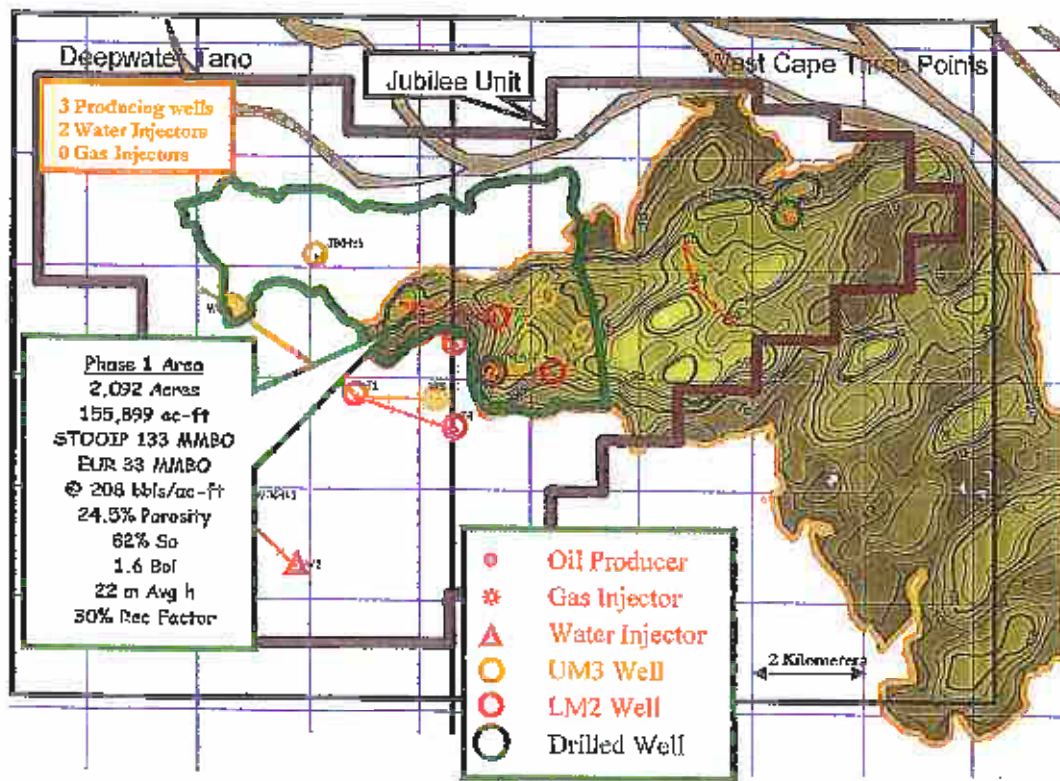 Deepwater Tano
Jubilee Unit
West Cape Three Points
3 Producing wells
2 Water Injectors
0 Gas Injectors
Phase 1 Area
2,092 Acres
155,899 ac-ft
STOOIP 133 MMBO
EUR 33 MMBO
@ 208 bbls/ac-ft
24.5% Porosity
62% So
1.6 Boi
22 m Avg h
30% Rec Factor
Oil Producer
Gas Injector
Water Injector
UM3 Well
LM2 Well
Drilled Well
2 Kilometers